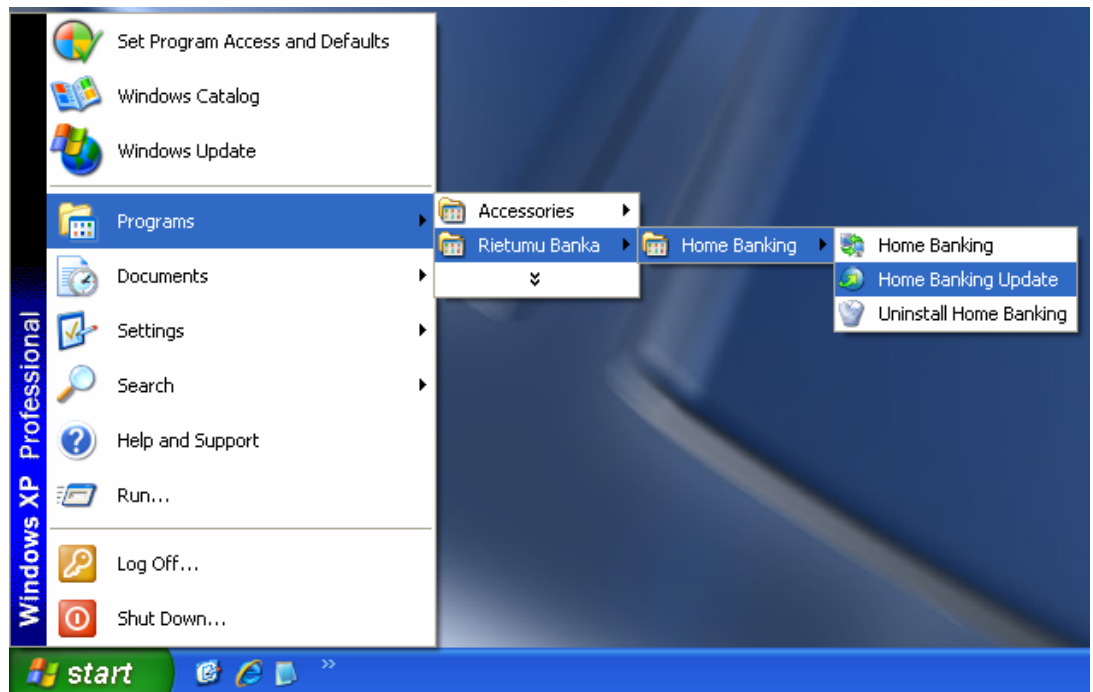 Set Program Access and Defaults
Windows Catalog
Windows Update
Programs
Documents
Settings
Search
Help and Support
Run...
Log Off...
Shut Down...
Windows XP Professional
Accessories
Rietumu Banka
Home Banking
Home Banking
Home Banking Update
Uninstall Home Banking
start